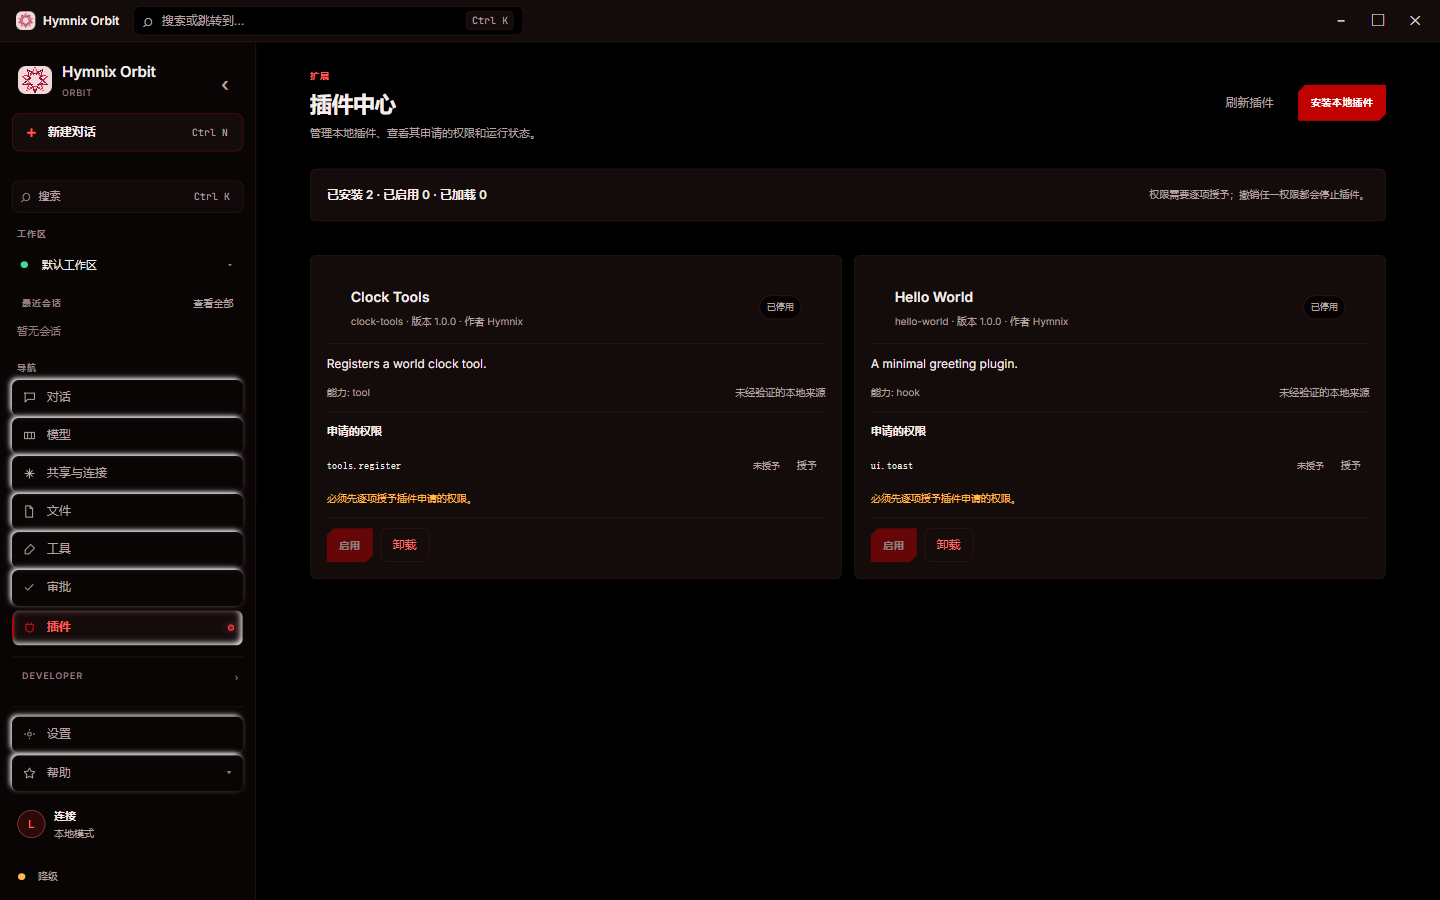 Hymnix Orbit
搜索或跳转到...
Ctrl K
Hymnix Orbit
ORBIT
新建对话
Ctrl N
搜索
Ctrl K
工作区
默认工作区
最近会话
查看全部
暂无会话
导航
对话
模型
共享与连接
文件
工具
审批
插件
DEVELOPER
设置
帮助
L
连接
本地模式
降级
扩展
插件中心
管理本地插件、查看其申请的权限和运行状态。
刷新插件
安装本地插件
已安装 2 · 已启用 0 · 已加载 0
权限需要逐项授予；撤销任一权限都会停止插件。
Clock Tools
clock-tools · 版本 1.0.0 · 作者 Hymnix
已停用
Registers a world clock tool.
能力: tool
未经验证的本地来源
申请的权限
tools.register
未授予
授予
必须先逐项授予插件申请的权限。
启用
卸载
Hello World
hello-world · 版本 1.0.0 · 作者 Hymnix
已停用
A minimal greeting plugin.
能力: hook
未经验证的本地来源
申请的权限
ui.toast
未授予
授予
必须先逐项授予插件申请的权限。
启用
卸载